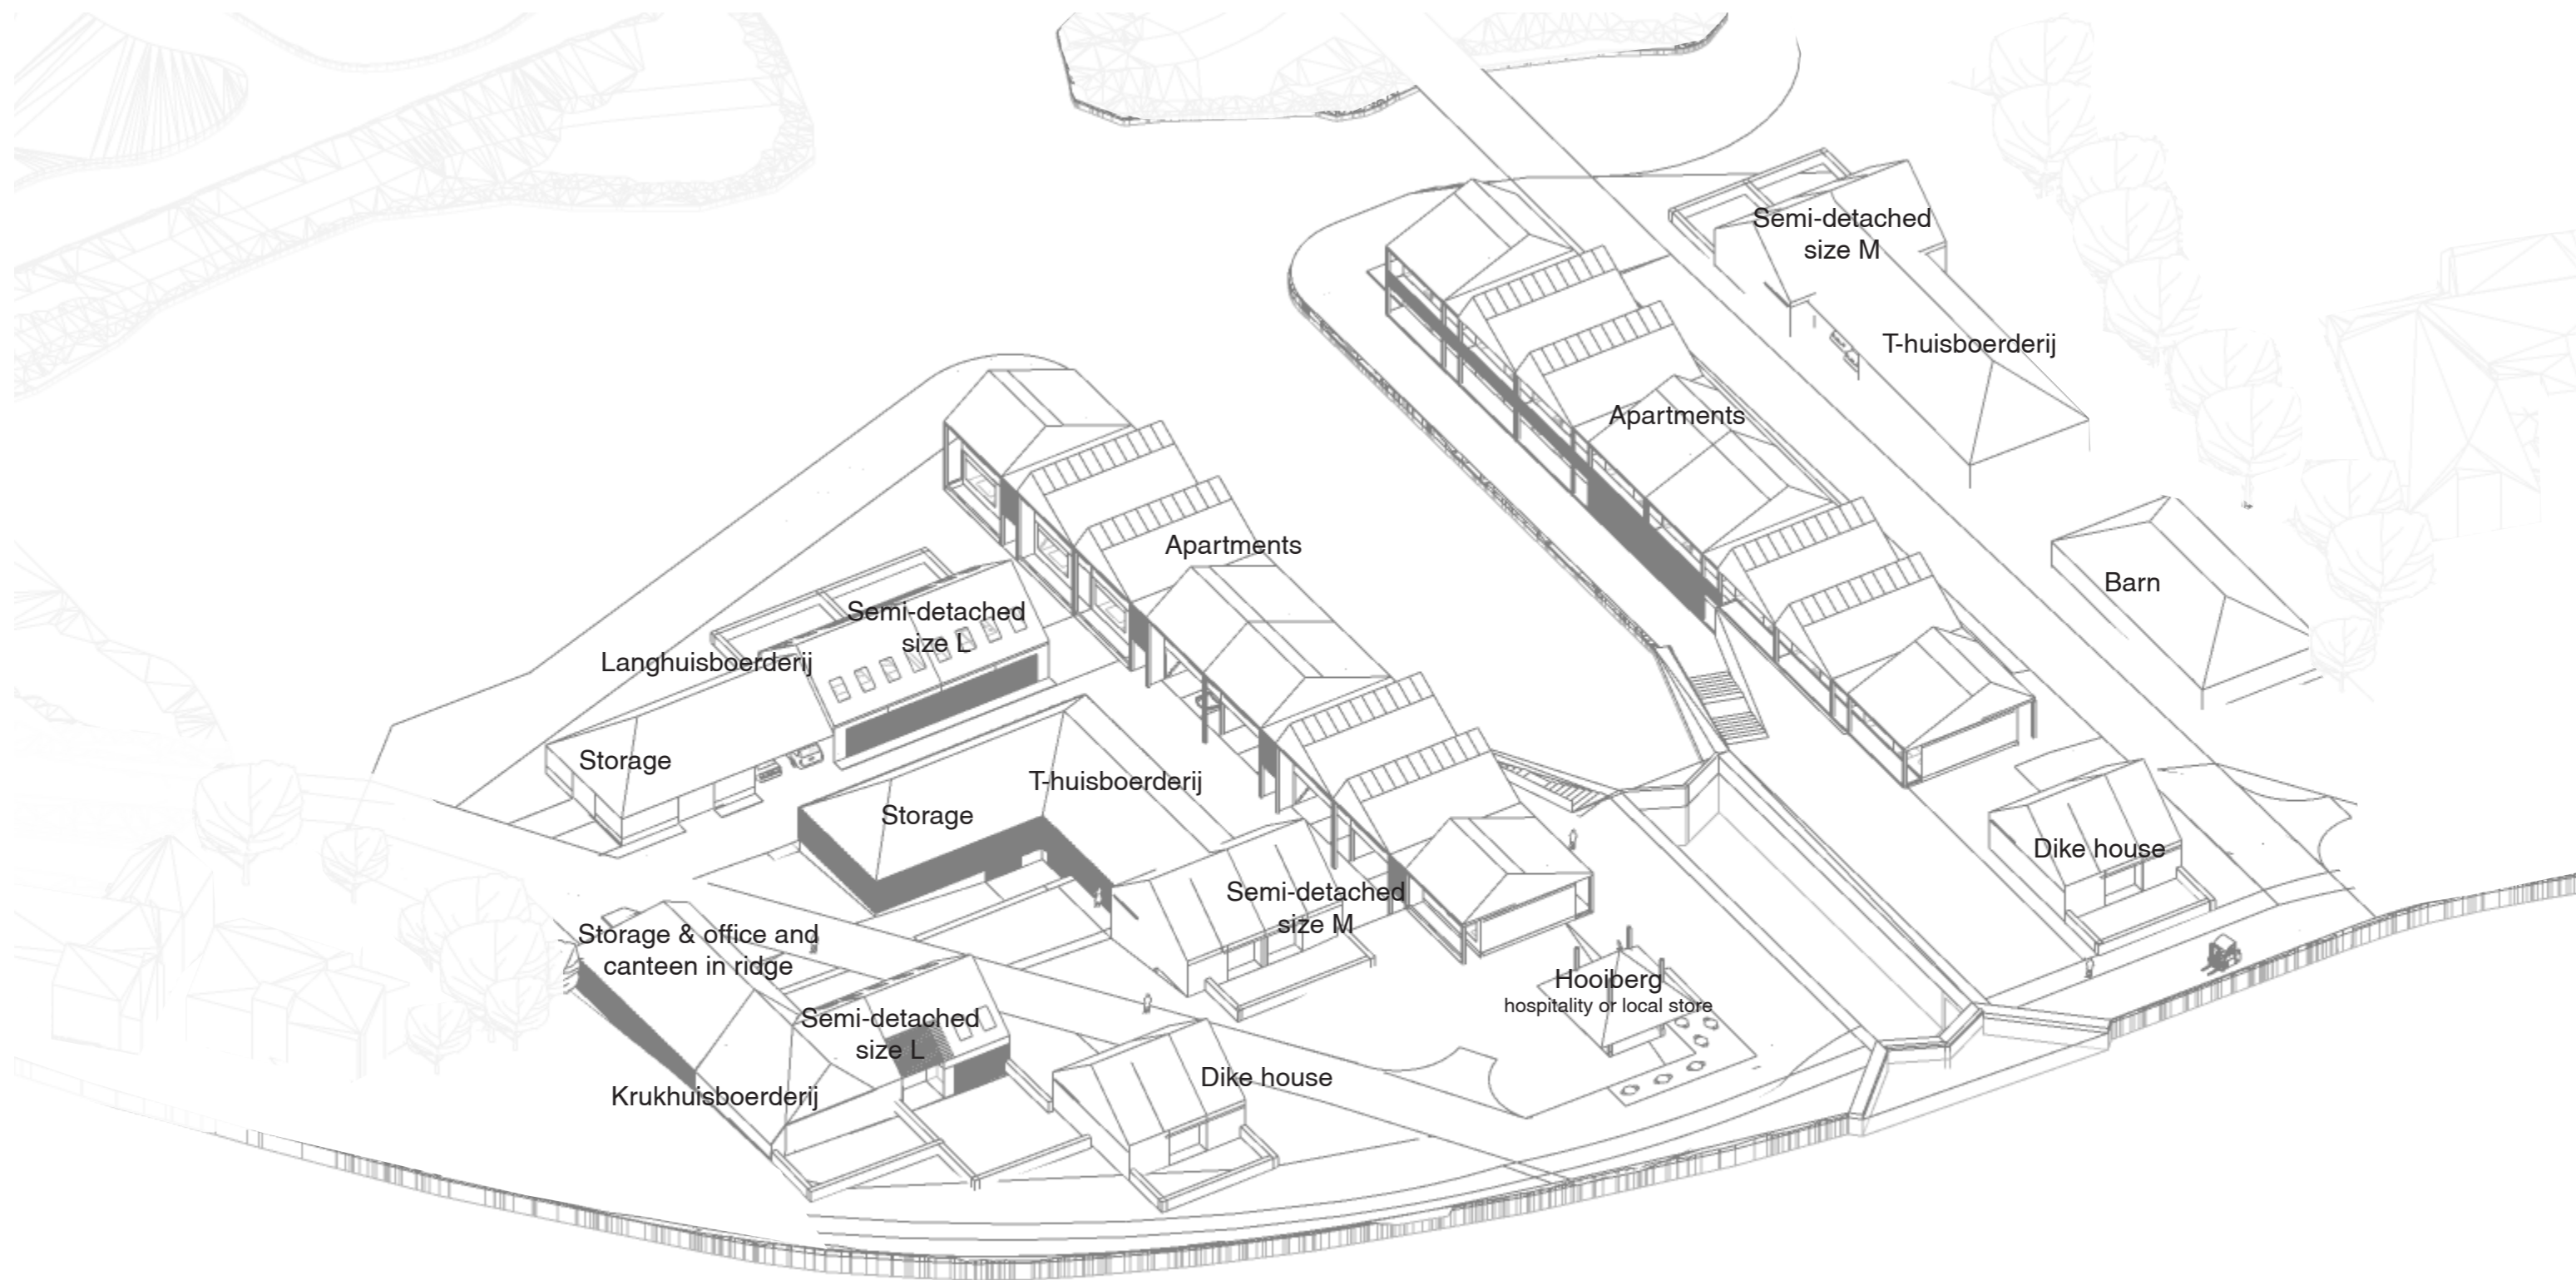 Semi-detached
size M
T-huisboerderij
Apartments
Apartments
Barn
Semi-detached
size L
Langhuisboerderij
Storage
T-huisboerderij
Storage
Dike house
Semi-detached
size M
Storage & office and
canteen in ridge
Hooiberg
hospitality or local store
Semi-detached
size L
Dike house
Krukhuisboerderij